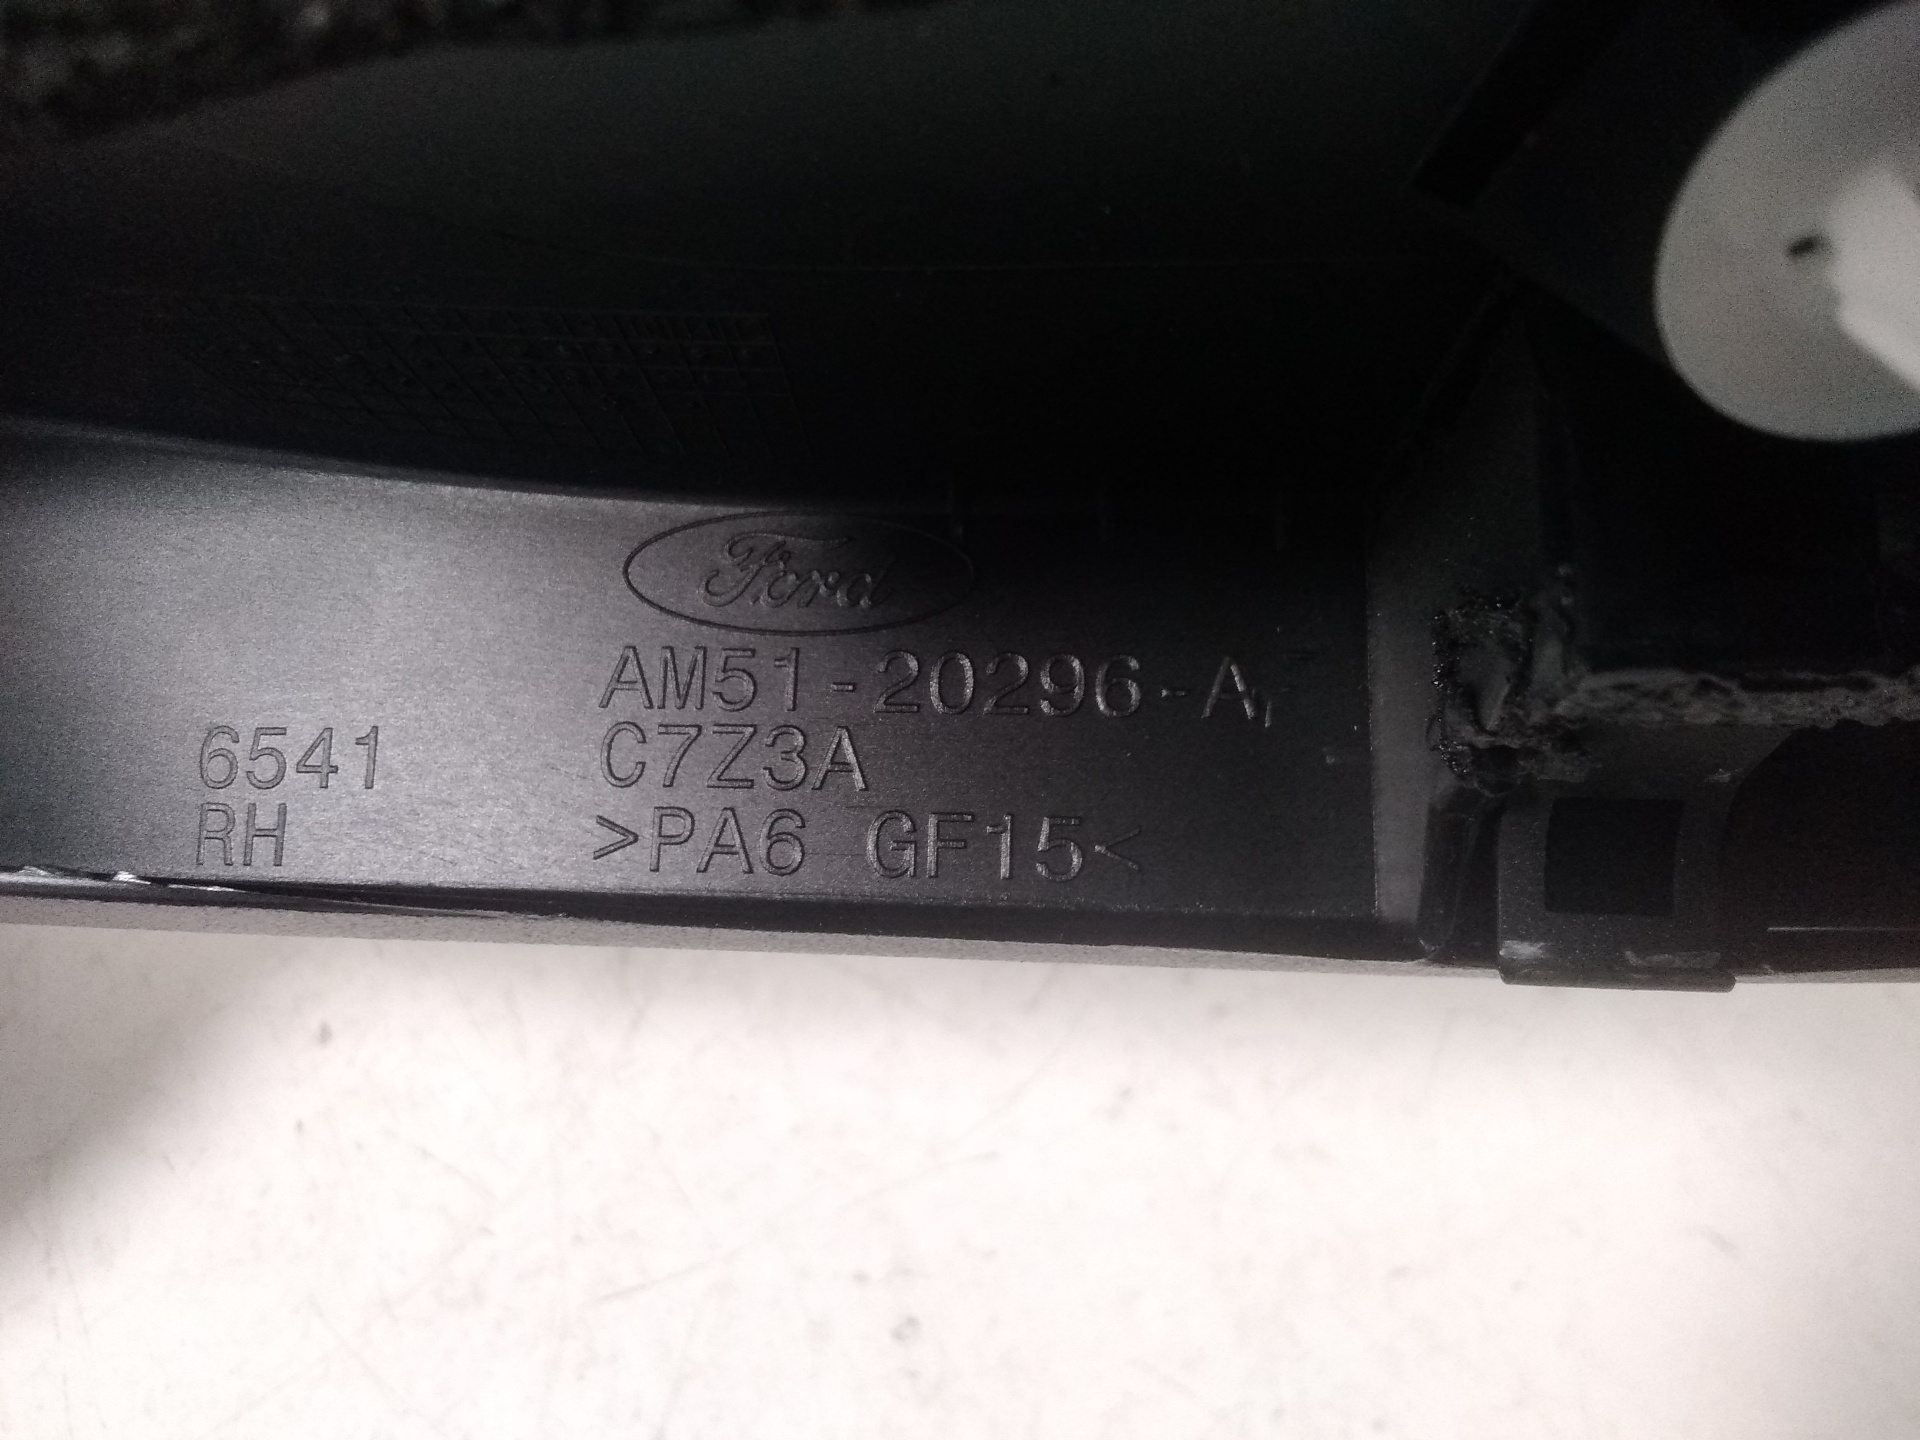 Ford
AM51-20296-A
6541 C7Z3A
RH >PA6 GF15<